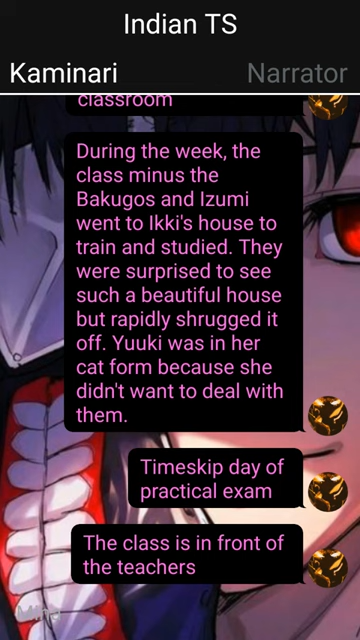 Indian TS
Kaminari
Narrator
classroom
During the week, the
class minus the
Bakugos and Izumi
went to Ikki's house to
train and studied. They
were surprised to see
such a beautiful house
but rapidly shrugged it
off. Yuuki was in her
cat form because she
didn't want to deal with
them.
Timeskip day of
practical exam
The class is in front of
the teachers